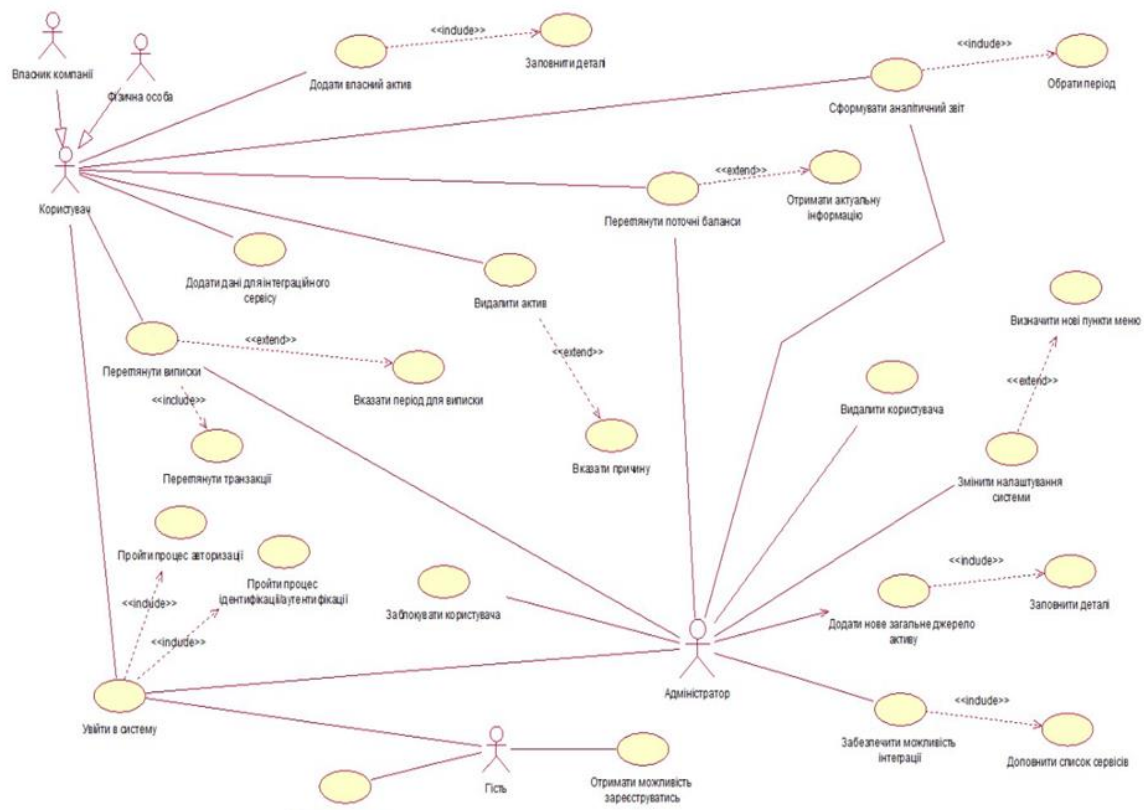 <<include>>
Заповнити деталі
Додати власний актив
<<include>>
Обрати період
Сформувати аналітичний звіт
Власник компанії
Фізична особа
Користувач
<<extend>>
Отримати актуальну
інформацію
Переглянути поточні баланси
Додати дані для інтеграційного
сервісу
Видалити актив
<<extend>>
Вказати причину
Визначити нові пункти меню
<<extend>>
Змінити налаштування
системи
Переглянути виписки
<<extend>>
Вказати період для виписки
<<include>>
Переглянути транзакції
Видалити користувача
Пройти процес авторизації
<<include>>
Пройти процес
ідентифікації/аутентифікації
<<include>>
Заблокувати користувача
<<include>>
Заповнити деталі
Додати нове загальне джерело
активу
Адміністратор
Увійти в систему
<<include>>
Забезпечити можливість
інтеграції
Доповнити список сервісів
Гість
Отримати можливість
зареєструватись